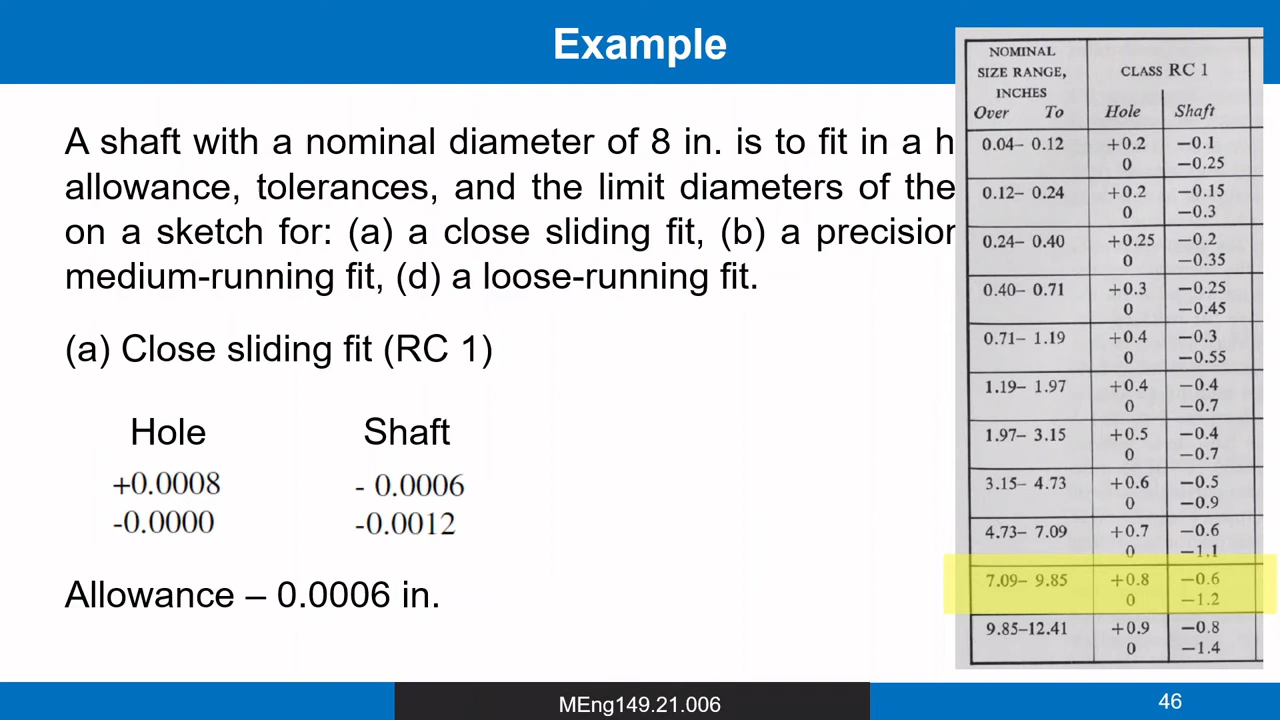 Example
A shaft with a nominal diameter of 8 in. is to fit in a h
allowance, tolerances, and the limit diameters of the
on a sketch for: (a) a close sliding fit, (b) a precision
medium-running fit, (d) a loose-running fit.
(a) Close sliding fit (RC 1)
Hole Shaft
+0.0008 - 0.0006
-0.0000 -0.0012
Allowance – 0.0006 in.
NOMINAL
SIZE RANGE,
INCHES
CLASS RC 1
Over To Hole Shaft
0.04– 0.12 +0.2 −0.1
0 −0.25
0.12– 0.24 +0.2 −0.15
0 −0.3
0.24– 0.40 +0.25 −0.2
0 −0.35
0.40– 0.71 +0.3 −0.25
0 −0.45
0.71– 1.19 +0.4 −0.3
0 −0.55
1.19– 1.97 +0.4 −0.4
0 −0.7
1.97– 3.15 +0.5 −0.4
0 −0.7
3.15– 4.73 +0.6 −0.5
0 −0.9
4.73– 7.09 +0.7 −0.6
0 −1.1
7.09– 9.85 +0.8 −0.6
0 −1.2
9.85–12.41 +0.9 −0.8
0 −1.4
MEng149.21.006
46